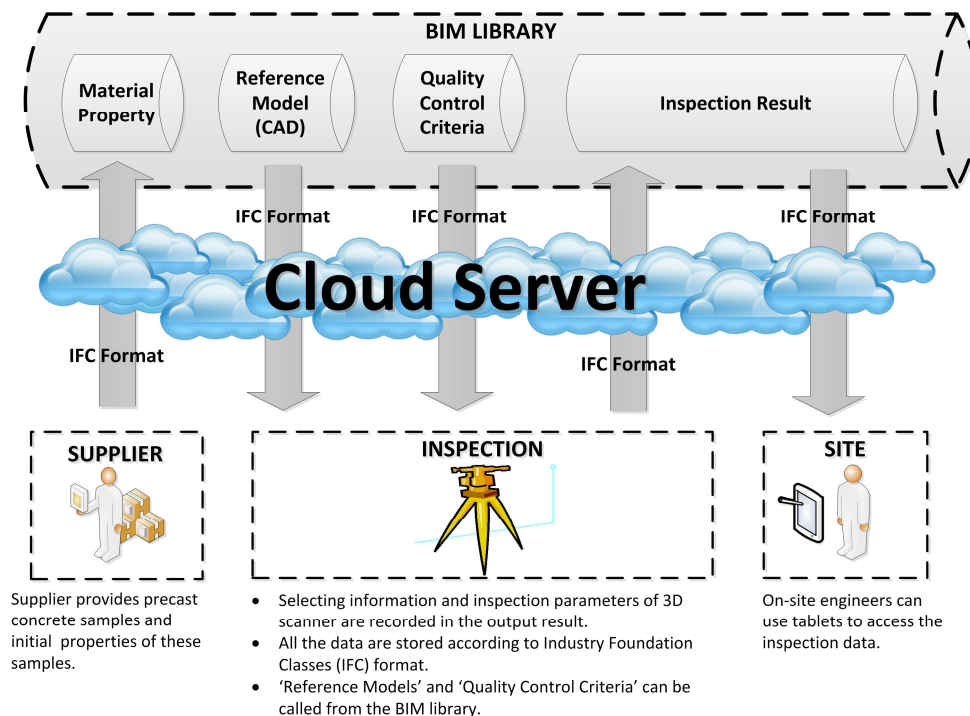 BIM LIBRARY
Material
Property
Reference
Model
(CAD)
Quality
Control
Criteria
Inspection Result
IFC Format
IFC Format
IFC Format
Cloud Server
IFC Format
IFC Format
SUPPLIER
INSPECTION
SITE
Supplier provides precast
concrete samples and
initial properties of these
samples.
• Selecting information and inspection parameters of 3D
scanner are recorded in the output result.
• All the data are stored according to Industry Foundation
Classes (IFC) format.
• ‘Reference Models’ and ‘Quality Control Criteria’ can be
called from the BIM library.
On-site engineers can
use tablets to access the
inspection data.